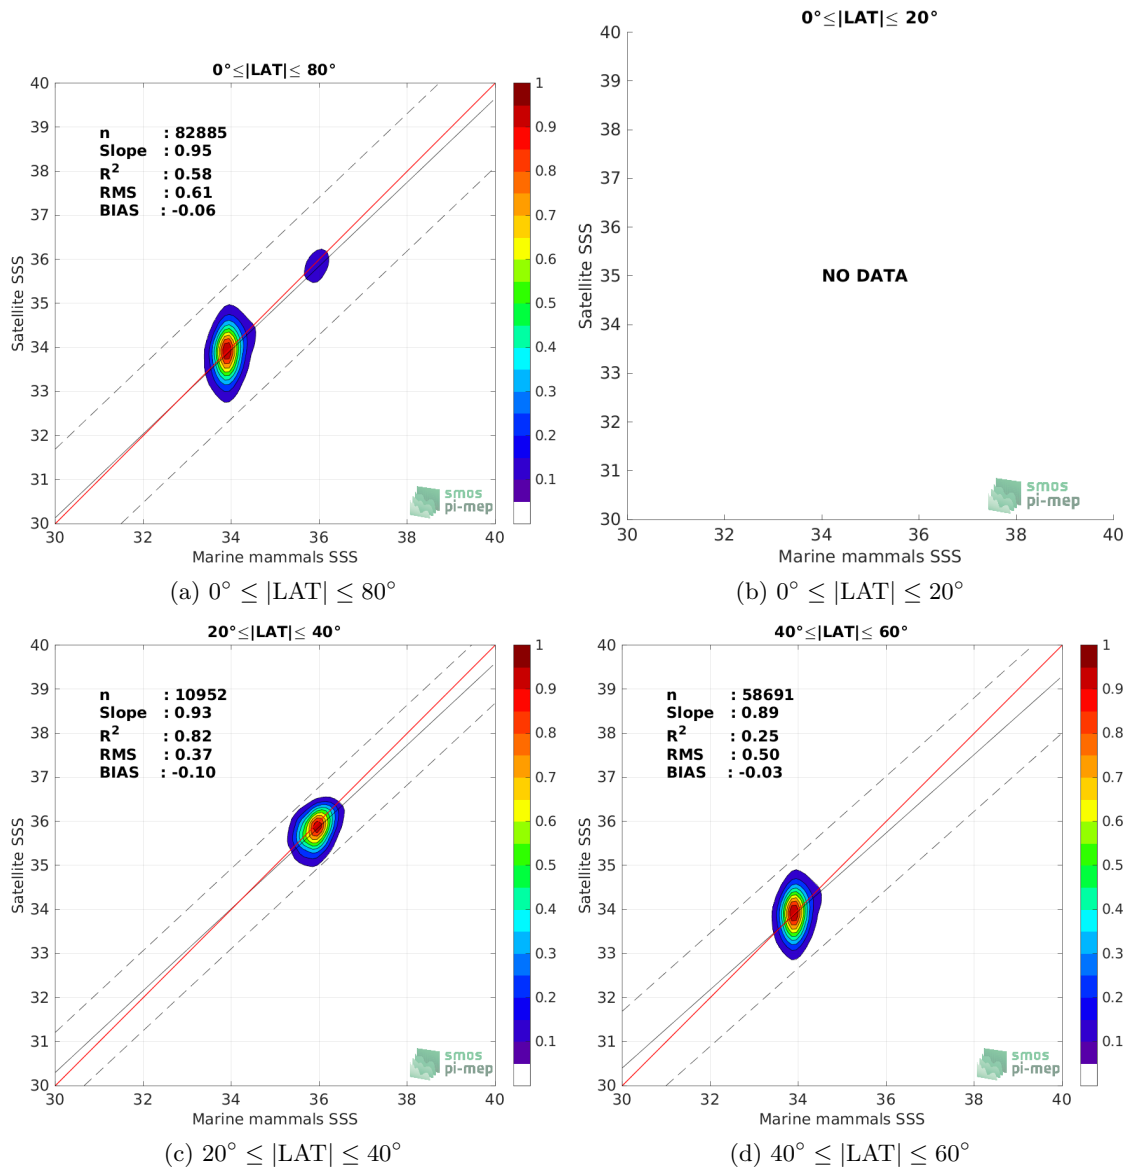 0°≤|LAT|≤ 80°
40
39
38
37
36
35
34
33
32
31
30
Satellite SSS
n : 82885
Slope : 0.95
R² : 0.58
RMS : 0.61
BIAS : -0.06
smos
pi-mep
30 32 34 36 38 40
Marine mammals SSS
1
0.9
0.8
0.7
0.6
0.5
0.4
0.3
0.2
0.1
(a) 0° ≤ |LAT| ≤ 80°
0°≤|LAT|≤ 20°
40
39
38
37
36
35
34
33
32
31
30
Satellite SSS
NO DATA
smos
pi-mep
30 32 34 36 38 40
Marine mammals SSS
(b) 0° ≤ |LAT| ≤ 20°
20°≤|LAT|≤ 40°
40
39
38
37
36
35
34
33
32
31
30
Satellite SSS
n : 10952
Slope : 0.93
R² : 0.82
RMS : 0.37
BIAS : -0.10
smos
pi-mep
30 32 34 36 38 40
Marine mammals SSS
1
0.9
0.8
0.7
0.6
0.5
0.4
0.3
0.2
0.1
(c) 20° ≤ |LAT| ≤ 40°
40°≤|LAT|≤ 60°
40
39
38
37
36
35
34
33
32
31
30
Satellite SSS
n : 58691
Slope : 0.89
R² : 0.25
RMS : 0.50
BIAS : -0.03
smos
pi-mep
30 32 34 36 38 40
Marine mammals SSS
1
0.9
0.8
0.7
0.6
0.5
0.4
0.3
0.2
0.1
(d) 40° ≤ |LAT| ≤ 60°